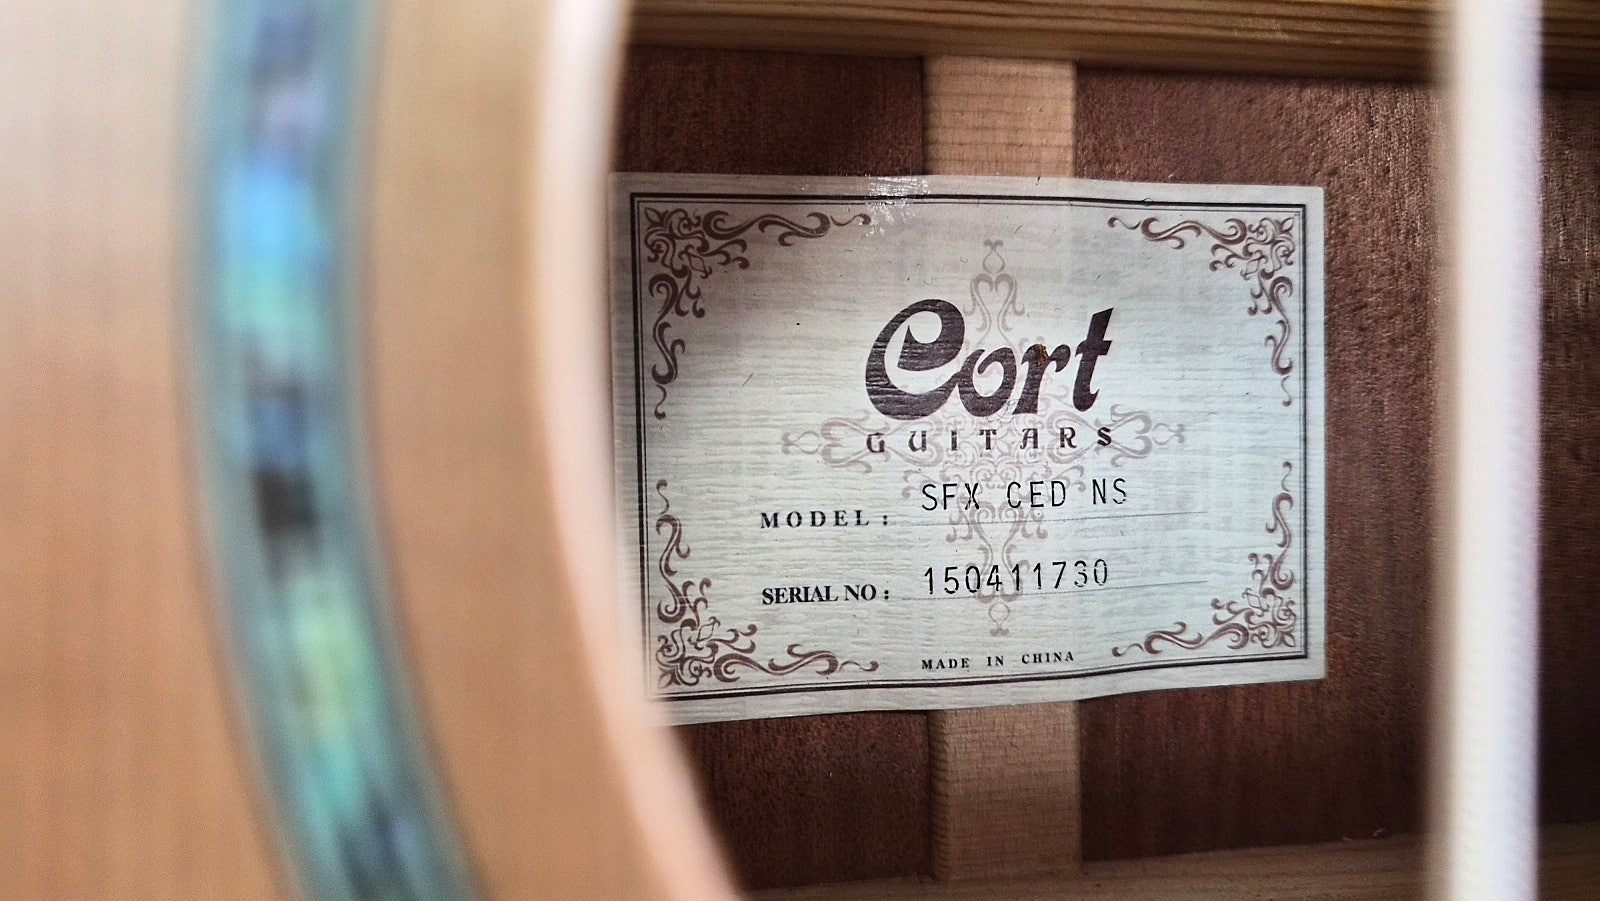 Cort
GUITARS
MODEL : SFX CED NS
SERIAL NO : 150411730
MADE IN CHINA